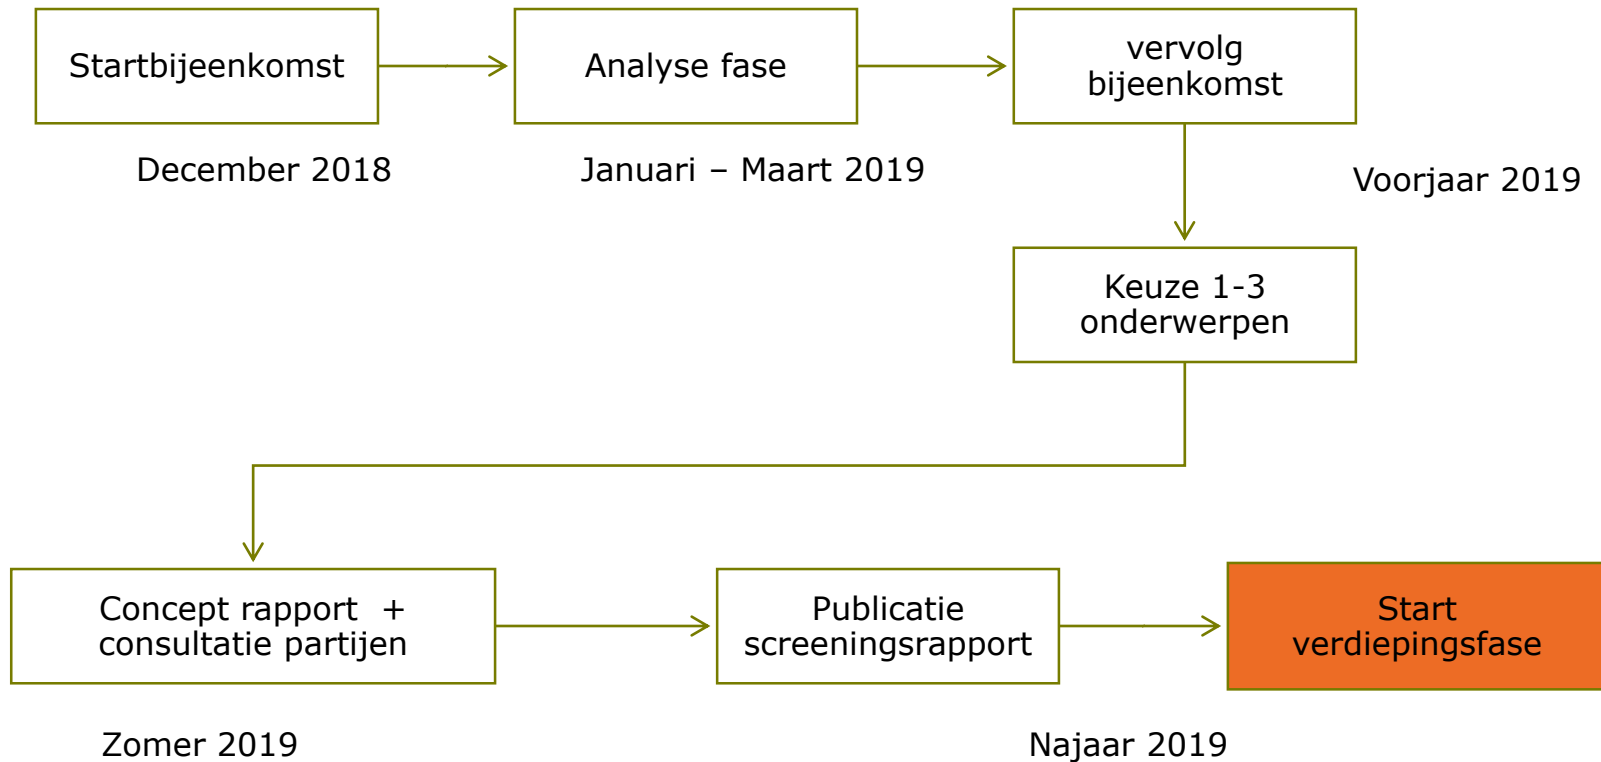 Startbijeenkomst
Analyse fase
vervolg
bijeenkomst
December 2018
Januari – Maart 2019
Voorjaar 2019
Keuze 1-3
onderwerpen
Concept rapport +
consultatie partijen
Publicatie
screeningsrapport
Start
verdiepingsfase
Zomer 2019
Najaar 2019